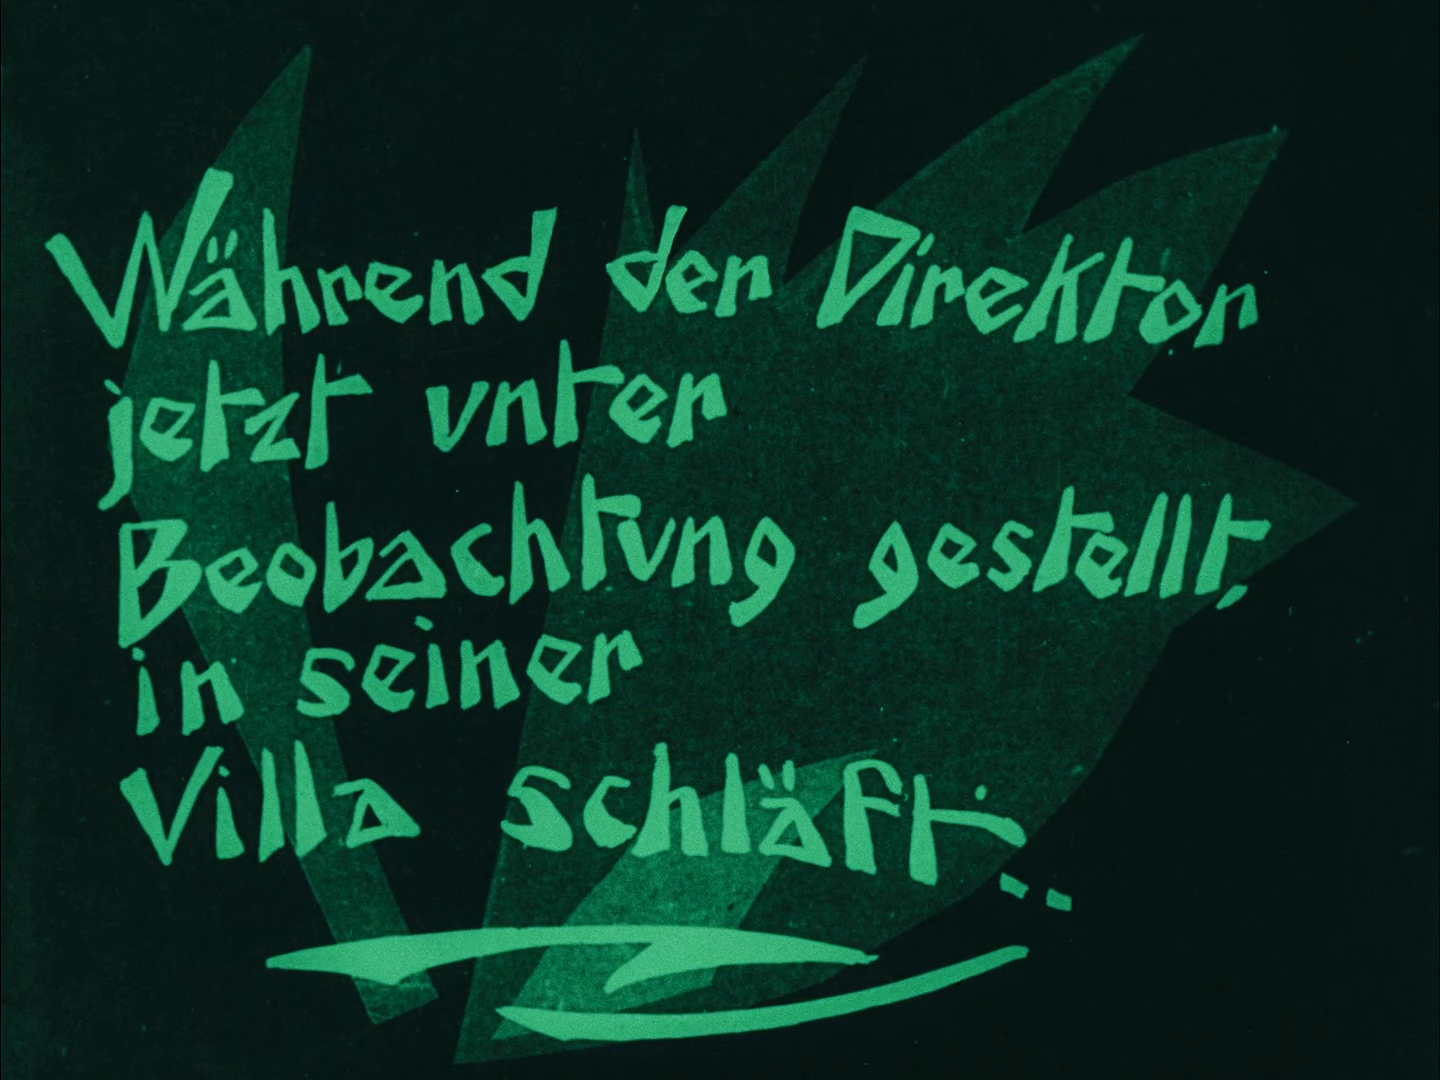 Während der Direktor
jetzt unter
Beobachtung gestellt,
in seiner
Villa schläft...